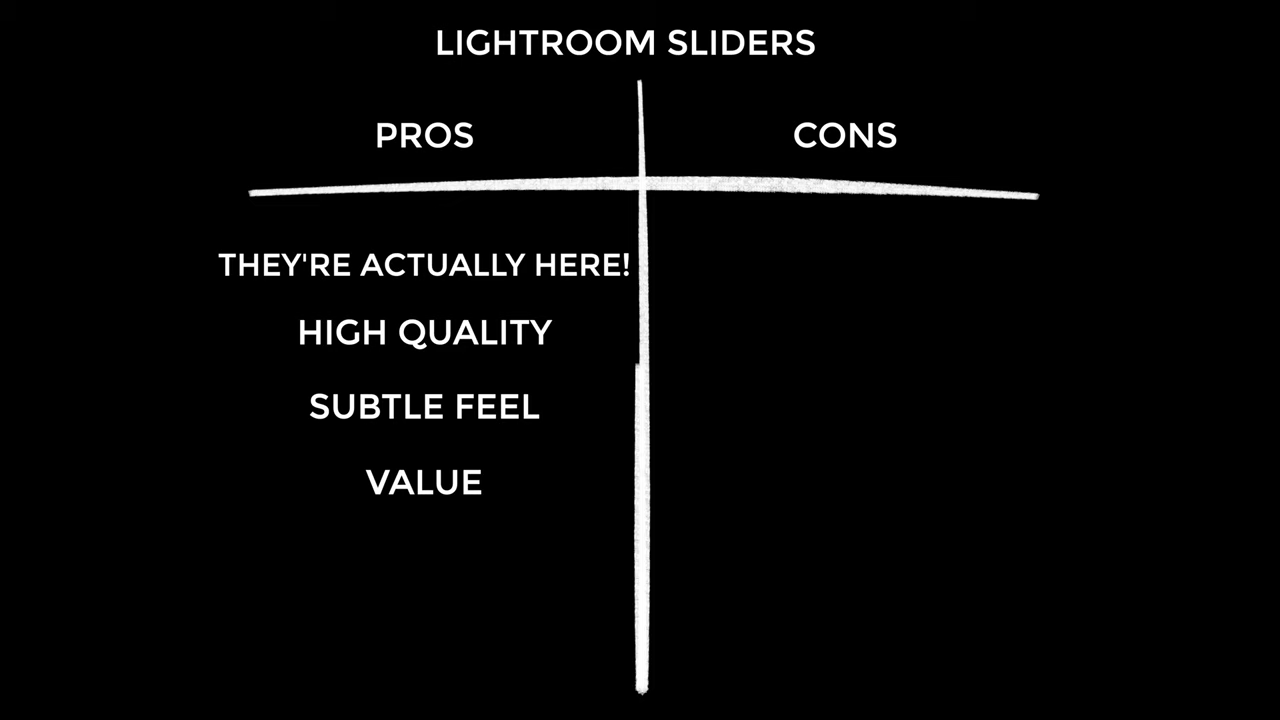 LIGHTROOM SLIDERS
PROS
CONS
THEY'RE ACTUALLY HERE!
HIGH QUALITY
SUBTLE FEEL
VALUE